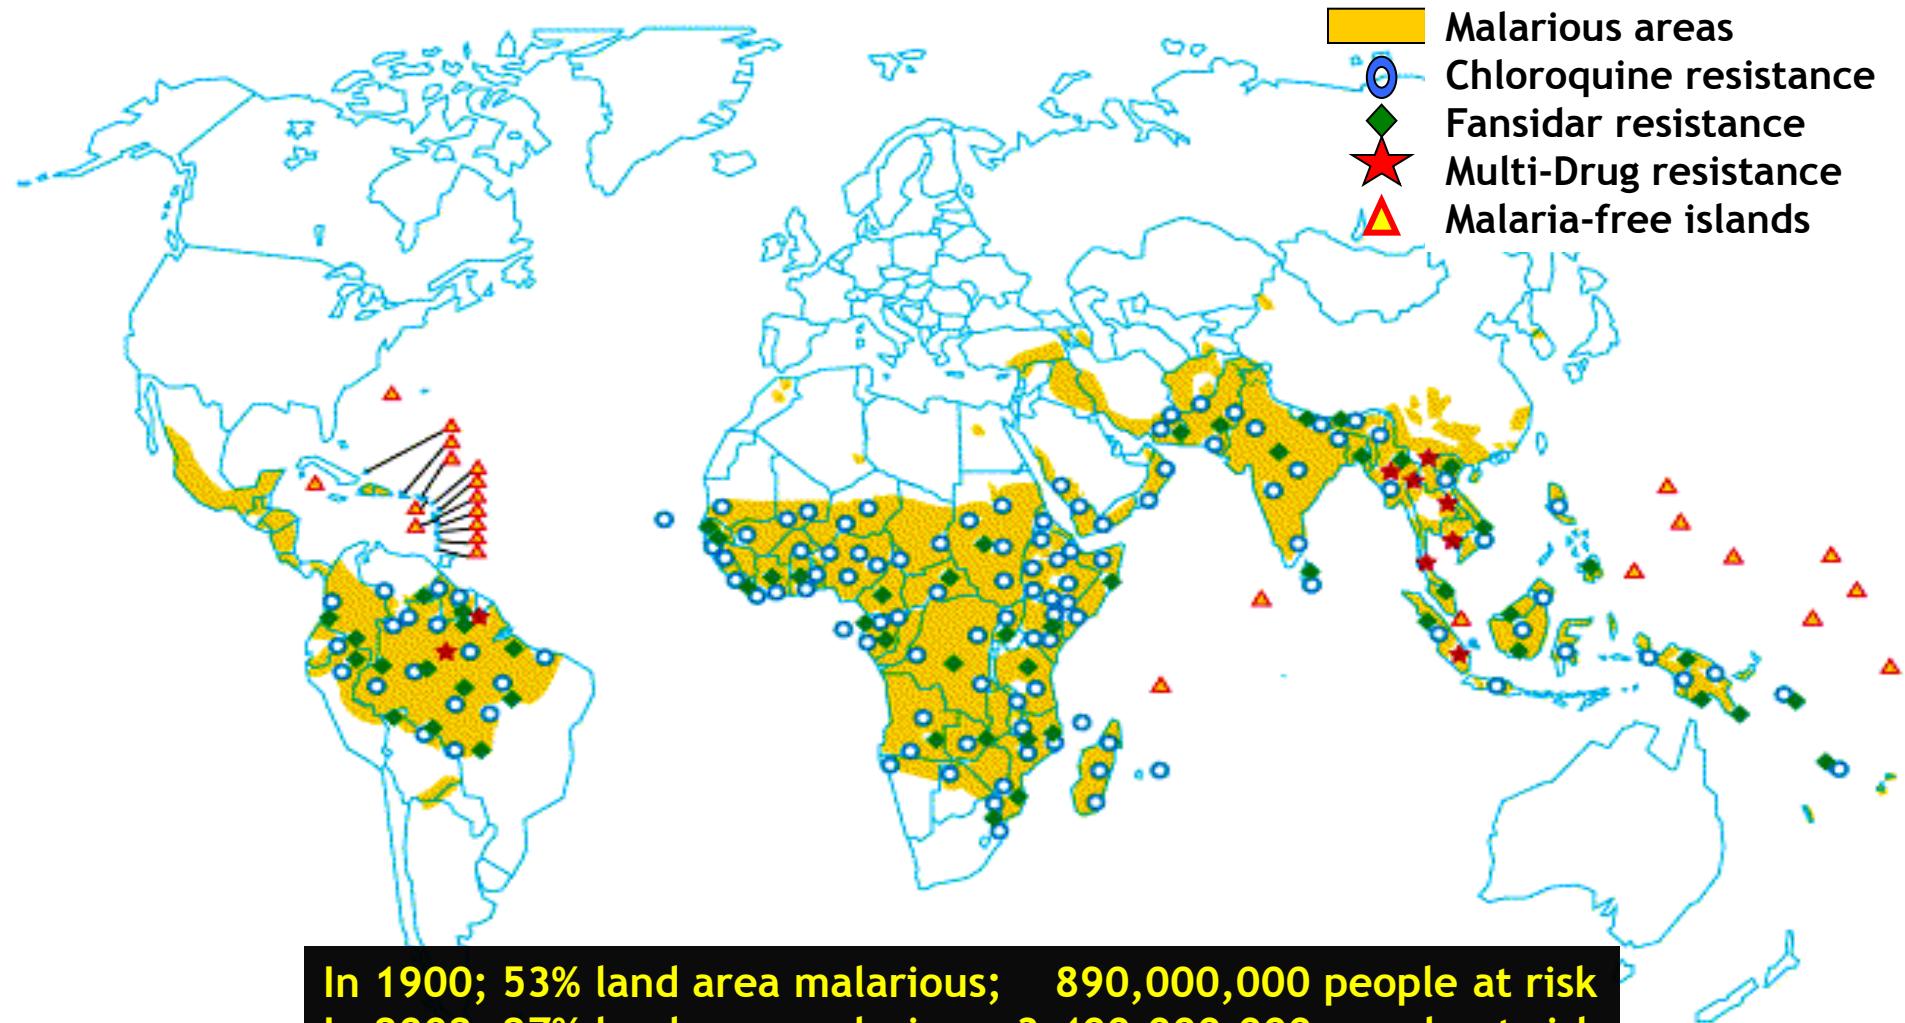 Malarious areas
Chloroquine resistance
Fansidar resistance
Multi-Drug resistance
Malaria-free islands
In 1900; 53% land area malarious; 890,000,000 people at risk